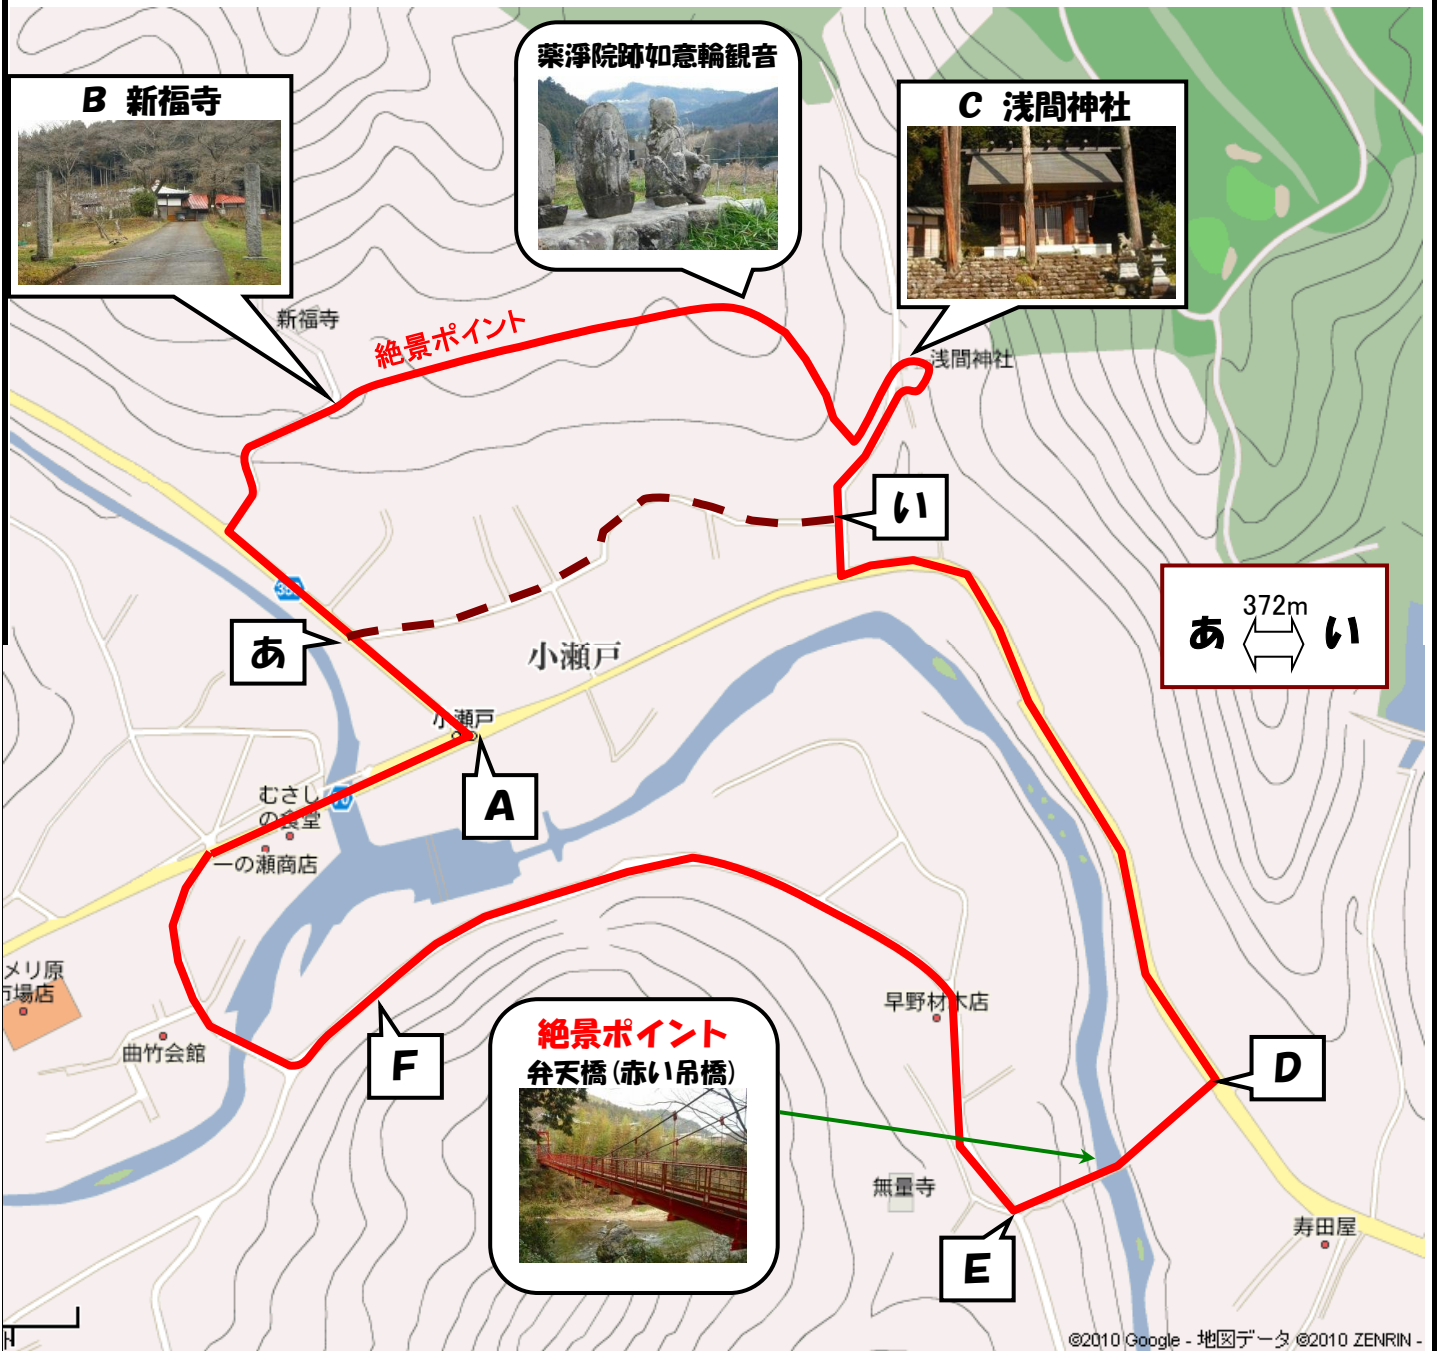 薬淨院跡如意輪観音
B 新福寺
C 浅間神社
新福寺
絶景ポイント
浅間神社
い
372m
あ い
あ
小瀬戸
小瀬戸
A
むさし
の食堂
一の瀬商店
メリ原
市場店
曲竹会館
F
絶景ポイント
弁天橋(赤い吊橋)
早野材木店
D
無量寺
E
寿田屋
©2010 Google - 地図データ ©2010 ZENRIN -